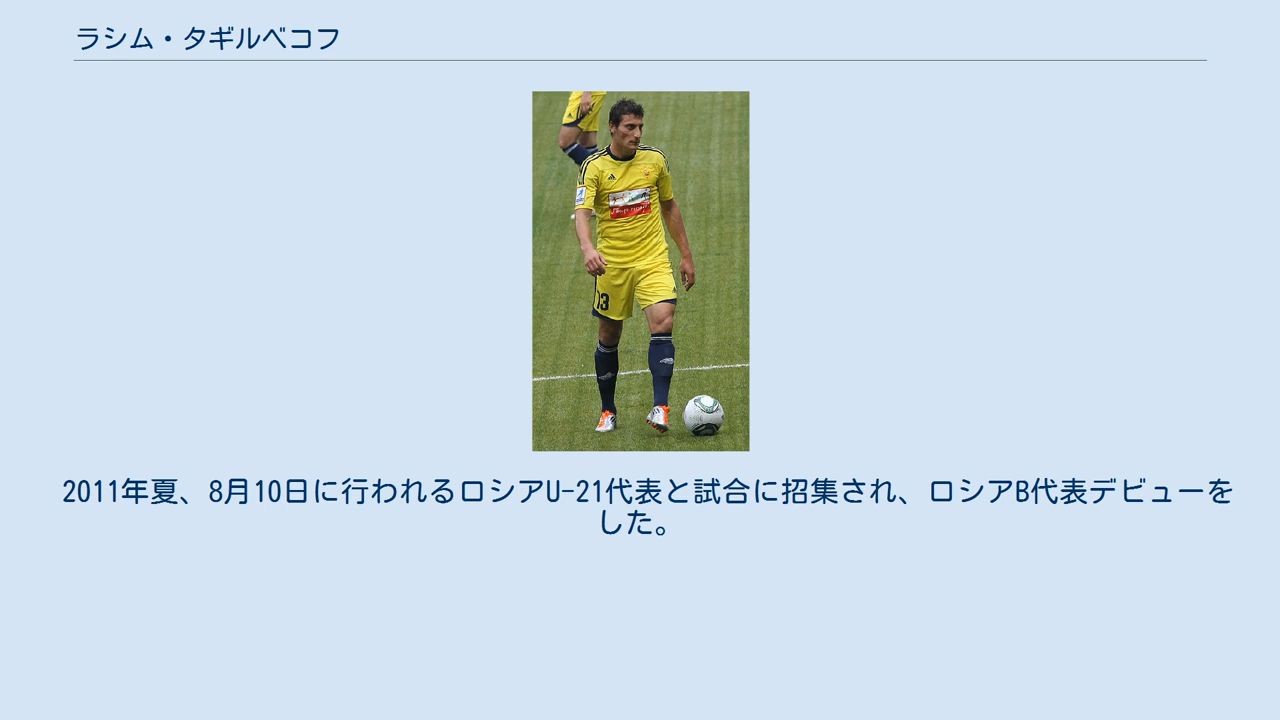 ラシム・タギルベコフ
13
2011年夏、8月10日に行われるロシアU-21代表と試合に招集され、ロシアB代表デビューを
した。